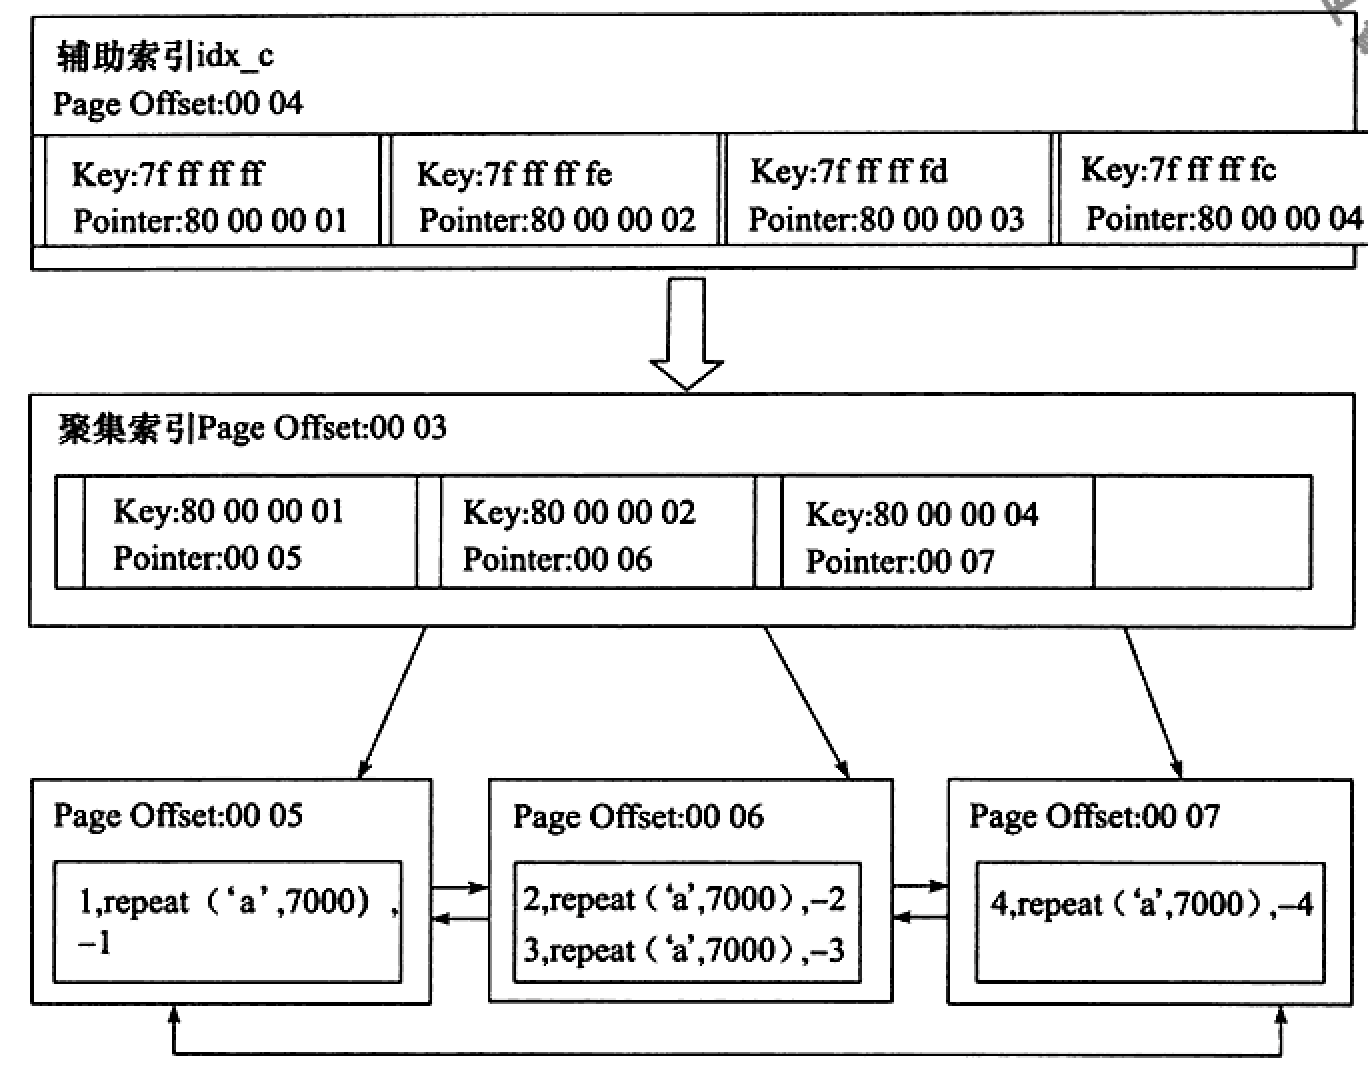 辅助索引idx_c
Page Offset:00 04
Key:7f ff ff ff
Pointer:80 00 00 01
Key:7f ff ff fe
Pointer:80 00 00 02
Key:7f ff ff fd
Pointer:80 00 00 03
Key:7f ff ff fc
Pointer:80 00 00 04
聚集索引Page Offset:00 03
Key:80 00 00 01
Pointer:00 05
Key:80 00 00 02
Pointer:00 06
Key:80 00 00 04
Pointer:00 07
Page Offset:00 05
1,repeat（‘a’,7000）,
-1
Page Offset:00 06
2,repeat（‘a’,7000）,–2
3,repeat（‘a’,7000）,–3
Page Offset:00 07
4,repeat（‘a’,7000）,–4